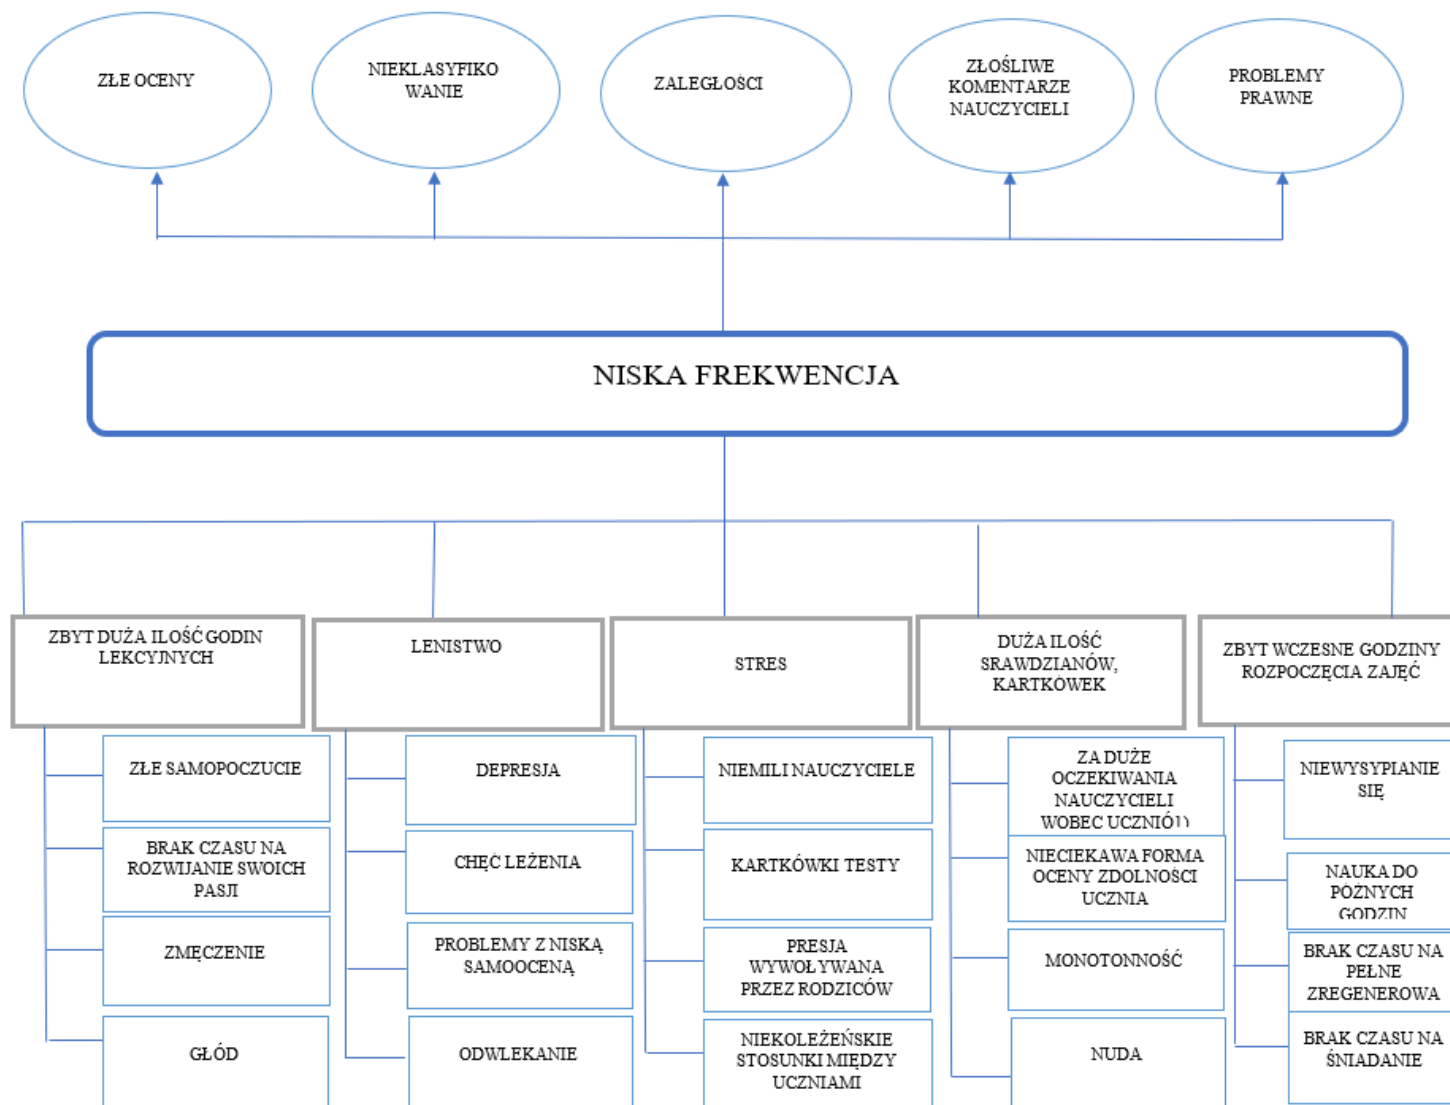 ZŁE OCENY
NIEKLASYFIKO
WANIE
ZALEGŁOŚCI
ZŁOŚLIWE
KOMENTARZE
NAUCZYCIELI
PROBLEMY
PRAWNE
NISKA FREKWENCJA
ZBYT DUŻA ILOŚĆ GODIN
LEKCYJNYCH
LENISTWO
STRES
DUŻA ILOŚĆ
SRAWDZIANÓW,
KARTKÓWEK
ZBYT WCZESNE GODZINY
ROZPOCZĘCIA ZAJĘĆ
ZŁE SAMOPOCZUCIE
BRAK CZASU NA
ROZWIJANIE SWOICH
PASJI
ZMĘCZENIE
GŁÓD
DEPRESJA
CHĘĆ LEŻENIA
PROBLEMY Z NISKĄ
SAMOOCENĄ
ODWLEKANIE
NIEMILI NAUCZYCIELE
KARTKÓWKI TESTY
PRESJA
WYWOŁYWANA
PRZEZ RODZICÓW
NIEKOLEŻEŃSKIE
STOSUNKI MIĘDZY
UCZNIAMI
ZA DUŻE
OCZEKIWANIA
NAUCZYCIELI
WOBEC
NIECIEKAWA FORMA
OCENY ZDOLNOŚCI
UCZNIA
MONOTONNOŚĆ
NUDA
NIEWYSYPIANIE
SIĘ
NAUKA DO
PÓŻNYCH
GODZIN
BRAK CZASU NA
PEŁNE
ZREGENEROWA
BRAK CZASU NA
ŚNIADANIE